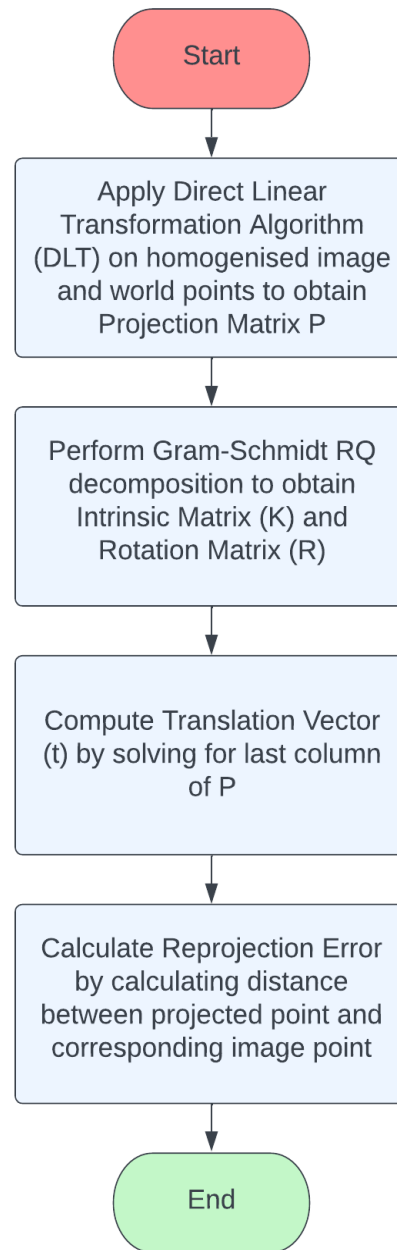 Start
Apply Direct Linear
Transformation Algorithm
(DLT) on homogenised image
and world points to obtain
Projection Matrix P
Perform Gram-Schmidt RQ
decomposition to obtain
Intrinsic Matrix (K) and
Rotation Matrix (R)
Compute Translation Vector
(t) by solving for last column
of P
Calculate Reprojection Error
by calculating distance
between projected point and
corresponding image point
End